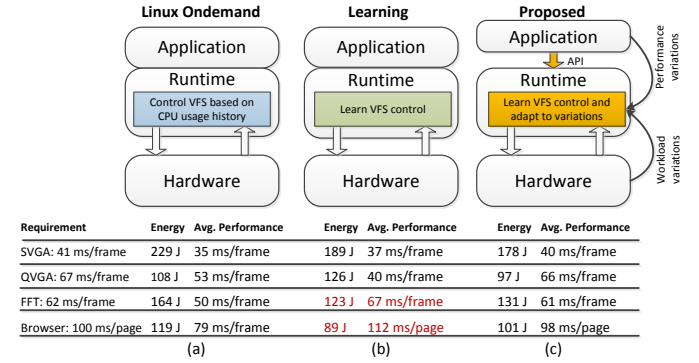 Linux Ondemand Learning Proposed
Application Application Application
API
Runtime Runtime Runtime
Control VFS based on CPU usage history
Learn VFS control
Learn VFS control and adapt to variations
Performance variations
Workload variations
Hardware Hardware Hardware
Requirement Energy Avg. Performance Energy Avg. Performance Energy Avg. Performance
SVGA: 41 ms/frame 229 J 35 ms/frame 189 J 37 ms/frame 178 J 40 ms/frame
QVGA: 67 ms/frame 108 J 53 ms/frame 126 J 40 ms/frame 97 J 66 ms/frame
FFT: 62 ms/frame 164 J 50 ms/frame 123 J 67 ms/frame 131 J 61 ms/frame
Browser: 100 ms/page 119 J 79 ms/frame 89 J 112 ms/page 101 J 98 ms/page
(a) (b) (c)